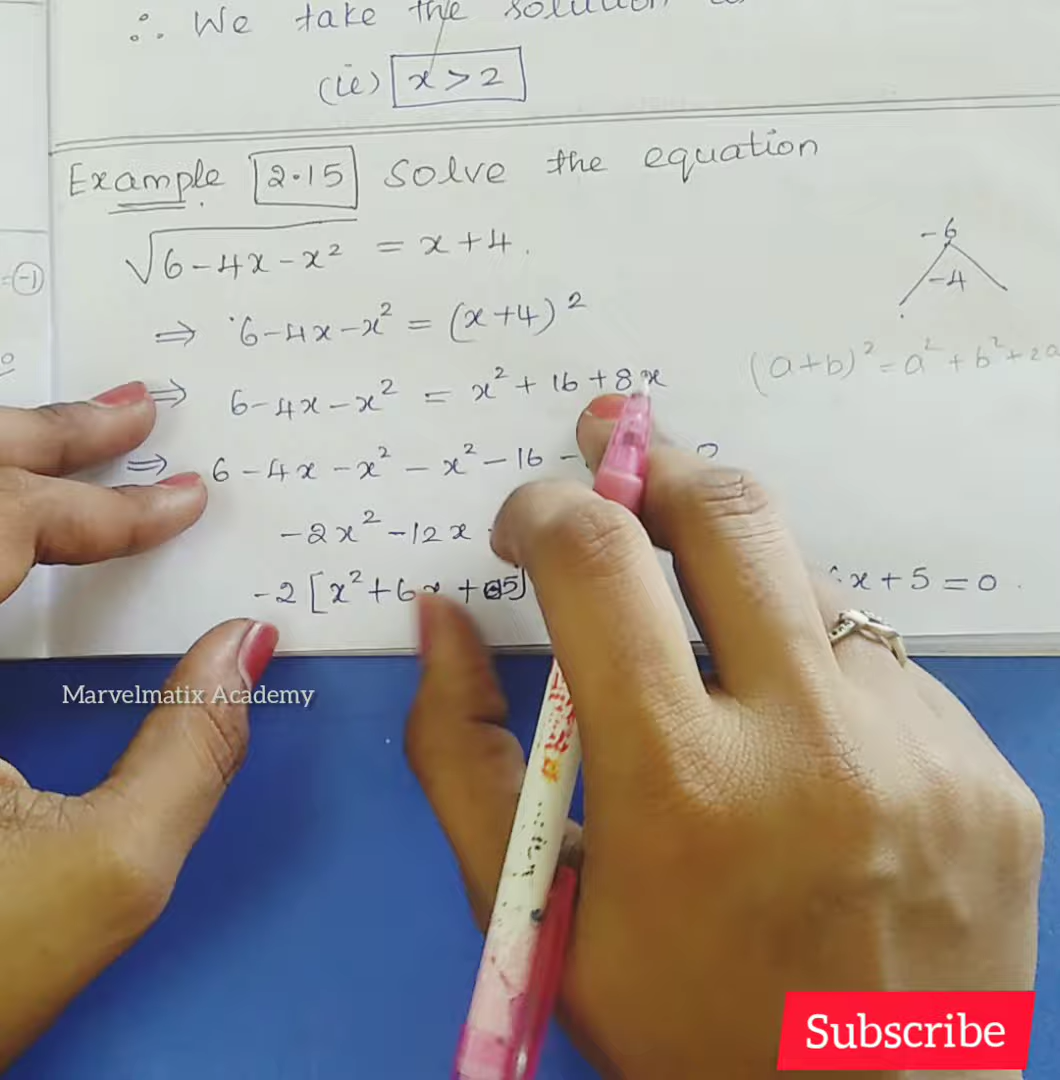 ∴ We take the solution
(ie) x > 2
Example 2.15 solve the equation
√(6-4x-x²) = x+4.
-6
-4
⇒ 6-4x-x² = (x+4)²
(a+b)² = a² + b² + 2a
⇒ 6-4x-x² = x² + 16 + 8x
⇒ 6-4x-x² - x² - 16 -
-2x² - 12x
-2 [x² + 6x + 5]
x + 5 = 0.
= (-1)
Marvelmatix Academy
Subscribe